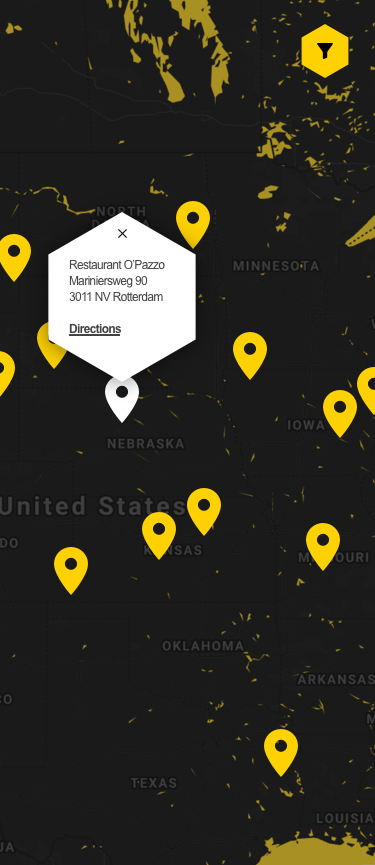 NORTH
MINNESOTA
Restaurant O'Pazzo
Mariniersweg 90
3011 NV Rotterdam
Directions
IOWA
NEBRASKA
United States
KANSAS
MISSOURI
OKLAHOMA
ARKANSAS
TEXAS
LOUISIA